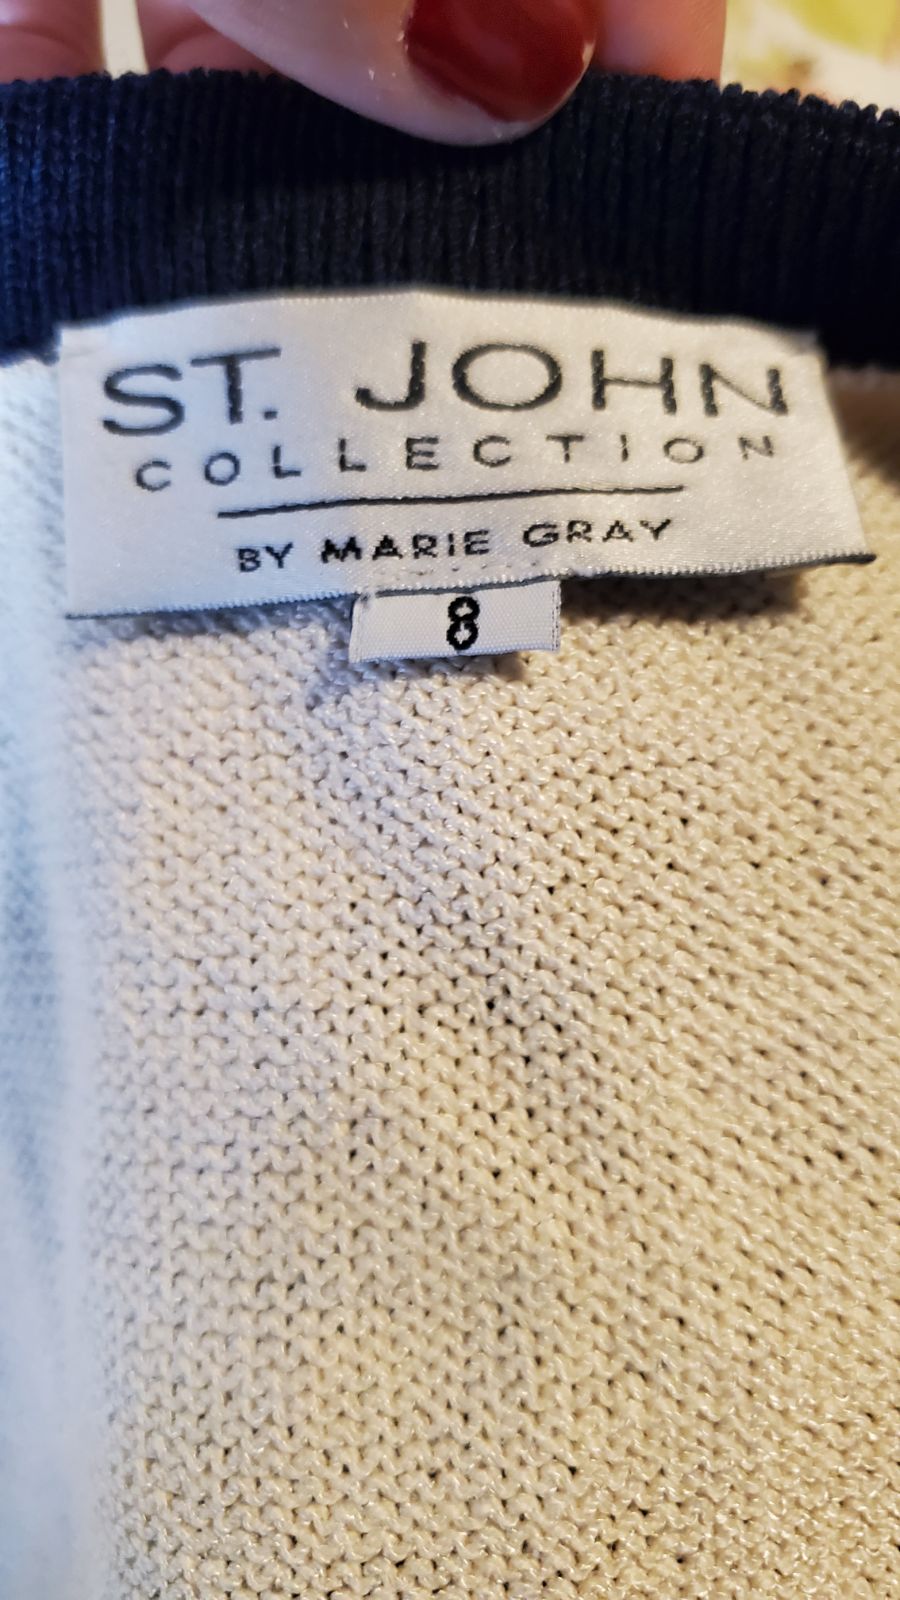 ST. JOHN
COLLECTION
BY MARIE GRAY
8